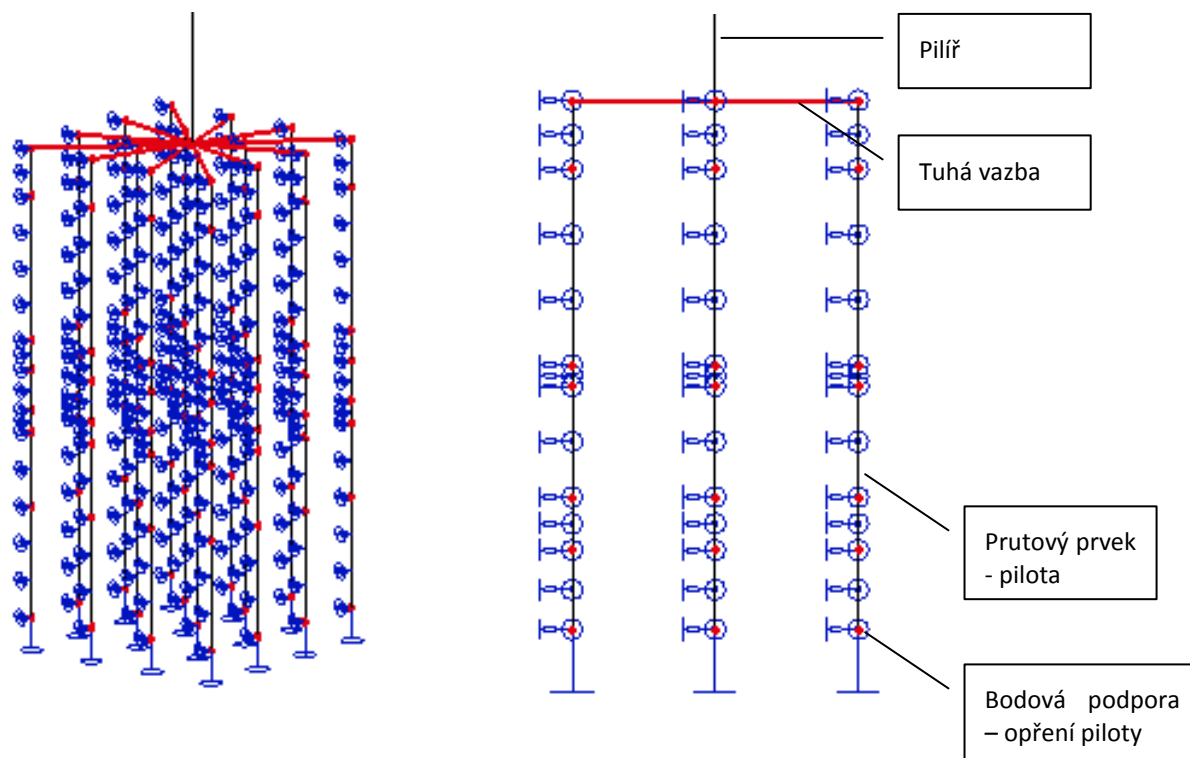 Pilíř
Tuhá vazba
Prutový prvek
- pilota
Bodová podpora
– opření piloty